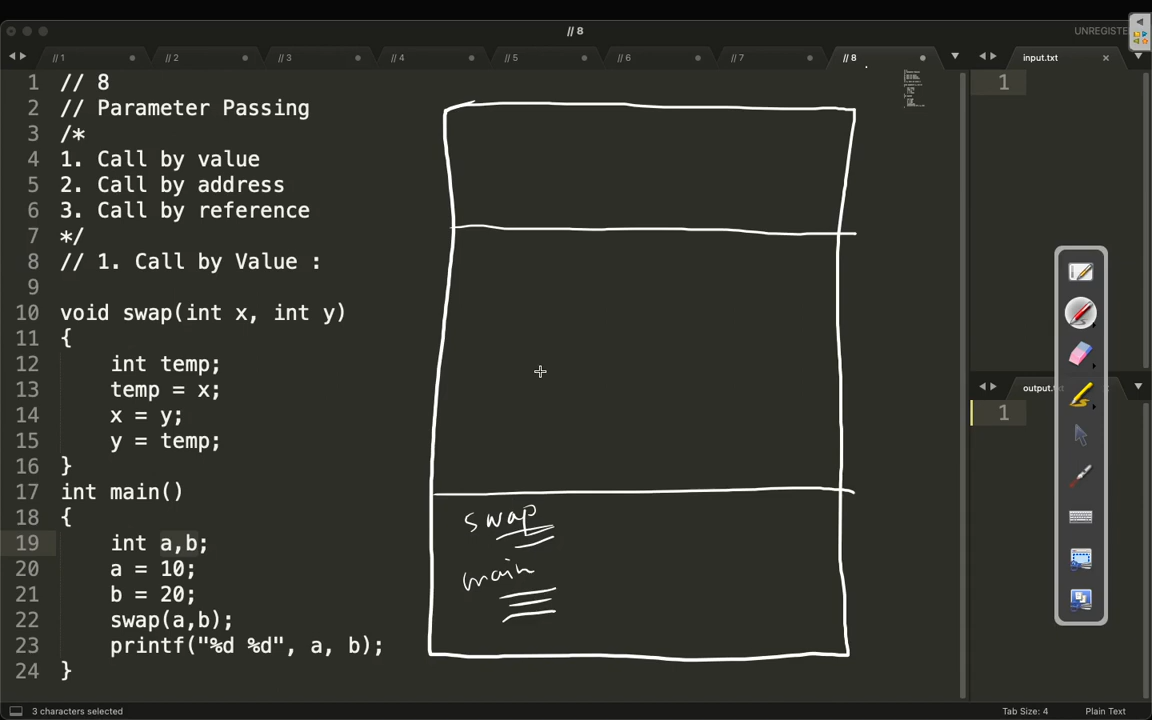 // 8
UNREGISTE
// 1
// 2
// 3
// 4
// 5
// 6
// 7
// 8
input.txt
1 // 8
2 // Parameter Passing
3 /*
4 1. Call by value
5 2. Call by address
6 3. Call by reference
7 */
8 // 1. Call by Value :
9
10 void swap(int x, int y)
11 {
12 int temp;
13 temp = x;
14 x = y;
15 y = temp;
16 }
17 int main()
18 {
19 int a,b;
20 a = 10;
21 b = 20;
22 swap(a,b);
23 printf("%d %d", a, b);
24 }
swap
main
1
output.t
1
3 characters selected
Tab Size: 4
Plain Text